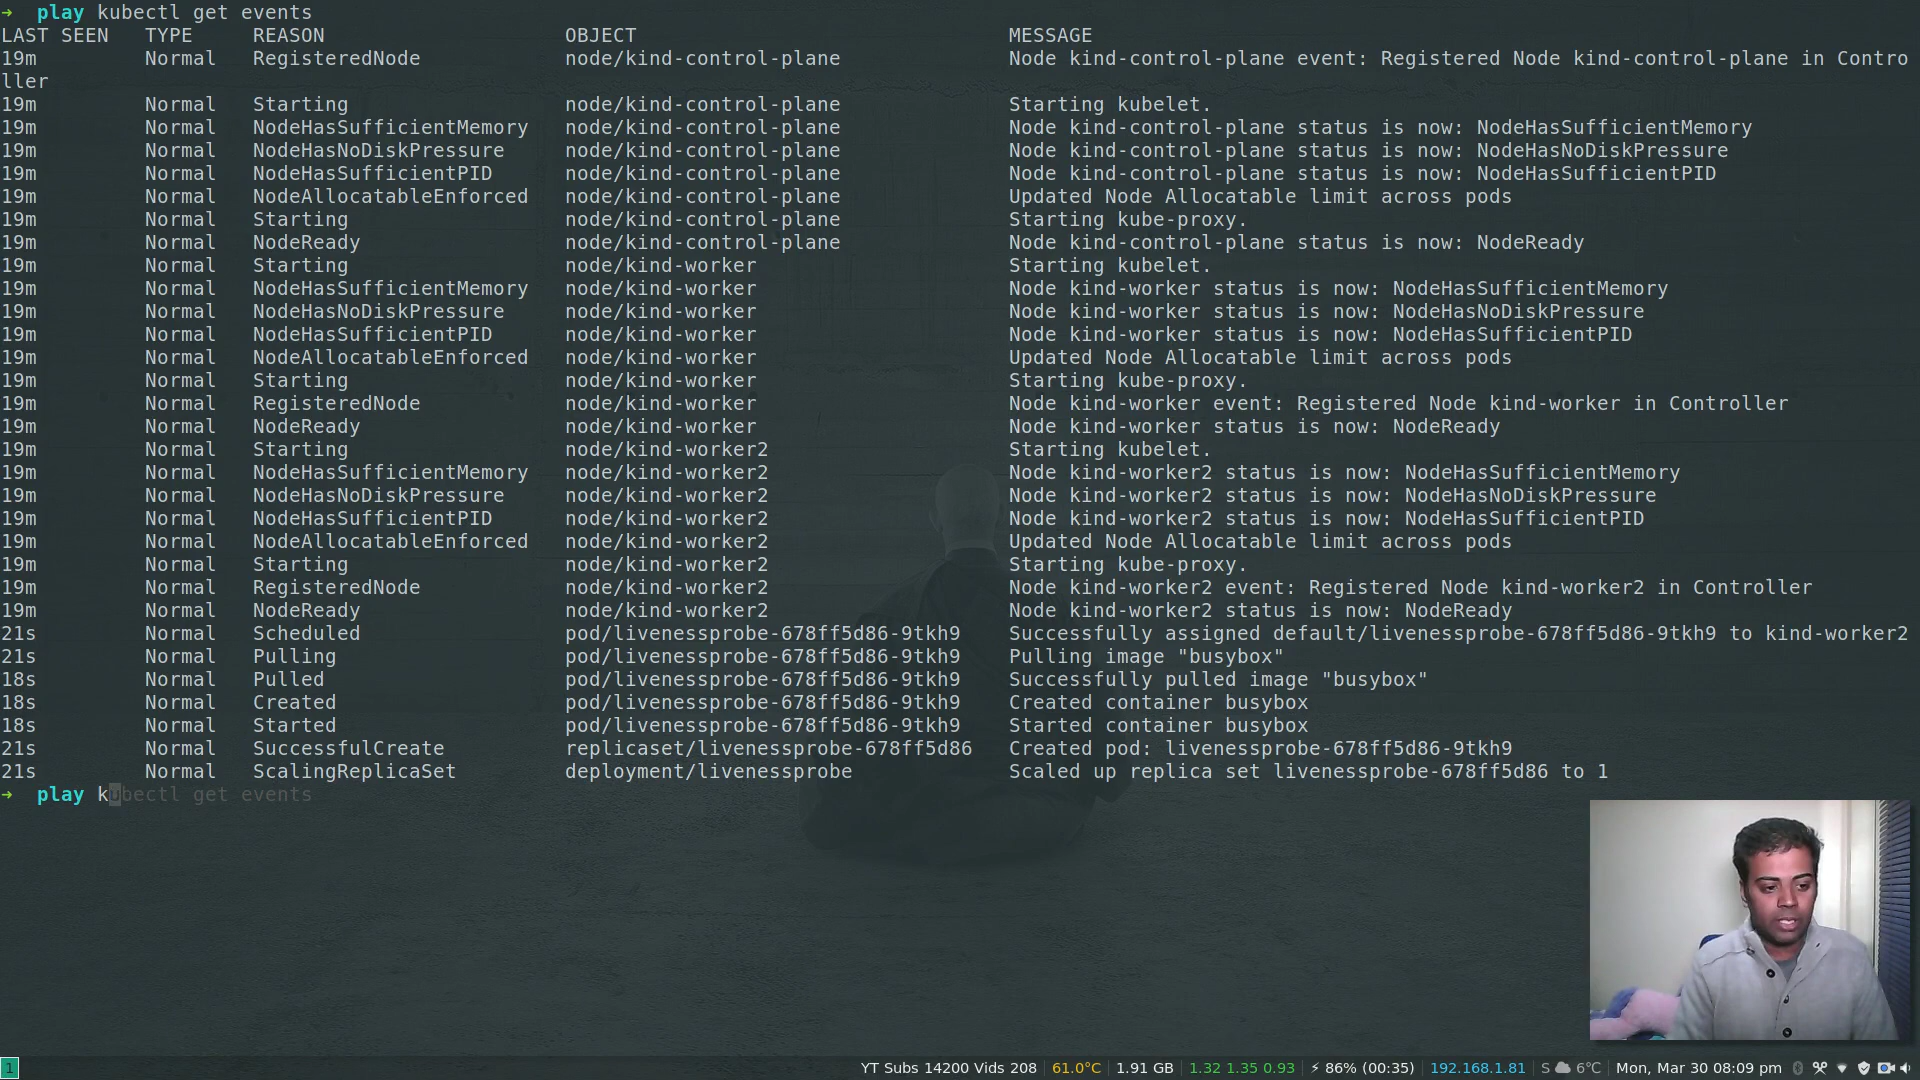 → play kubectl get events
LAST SEEN TYPE REASON OBJECT MESSAGE
19m Normal RegisteredNode node/kind-control-plane Node kind-control-plane event: Registered Node kind-control-plane in Contro
ller
19m Normal Starting node/kind-control-plane Starting kubelet.
19m Normal NodeHasSufficientMemory node/kind-control-plane Node kind-control-plane status is now: NodeHasSufficientMemory
19m Normal NodeHasNoDiskPressure node/kind-control-plane Node kind-control-plane status is now: NodeHasNoDiskPressure
19m Normal NodeHasSufficientPID node/kind-control-plane Node kind-control-plane status is now: NodeHasSufficientPID
19m Normal NodeAllocatableEnforced node/kind-control-plane Updated Node Allocatable limit across pods
19m Normal Starting node/kind-control-plane Starting kube-proxy.
19m Normal NodeReady node/kind-control-plane Node kind-control-plane status is now: NodeReady
19m Normal Starting node/kind-worker Starting kubelet.
19m Normal NodeHasSufficientMemory node/kind-worker Node kind-worker status is now: NodeHasSufficientMemory
19m Normal NodeHasNoDiskPressure node/kind-worker Node kind-worker status is now: NodeHasNoDiskPressure
19m Normal NodeHasSufficientPID node/kind-worker Node kind-worker status is now: NodeHasSufficientPID
19m Normal NodeAllocatableEnforced node/kind-worker Updated Node Allocatable limit across pods
19m Normal Starting node/kind-worker Starting kube-proxy.
19m Normal RegisteredNode node/kind-worker Node kind-worker event: Registered Node kind-worker in Controller
19m Normal NodeReady node/kind-worker Node kind-worker status is now: NodeReady
19m Normal Starting node/kind-worker2 Starting kubelet.
19m Normal NodeHasSufficientMemory node/kind-worker2 Node kind-worker2 status is now: NodeHasSufficientMemory
19m Normal NodeHasNoDiskPressure node/kind-worker2 Node kind-worker2 status is now: NodeHasNoDiskPressure
19m Normal NodeHasSufficientPID node/kind-worker2 Node kind-worker2 status is now: NodeHasSufficientPID
19m Normal NodeAllocatableEnforced node/kind-worker2 Updated Node Allocatable limit across pods
19m Normal Starting node/kind-worker2 Starting kube-proxy.
19m Normal RegisteredNode node/kind-worker2 Node kind-worker2 event: Registered Node kind-worker2 in Controller
19m Normal NodeReady node/kind-worker2 Node kind-worker2 status is now: NodeReady
21s Normal Scheduled pod/livenessprobe-678ff5d86-9tkh9 Successfully assigned default/livenessprobe-678ff5d86-9tkh9 to kind-worker2
21s Normal Pulling pod/livenessprobe-678ff5d86-9tkh9 Pulling image "busybox"
18s Normal Pulled pod/livenessprobe-678ff5d86-9tkh9 Successfully pulled image "busybox"
18s Normal Created pod/livenessprobe-678ff5d86-9tkh9 Created container busybox
18s Normal Started pod/livenessprobe-678ff5d86-9tkh9 Started container busybox
21s Normal SuccessfulCreate replicaset/livenessprobe-678ff5d86 Created pod: livenessprobe-678ff5d86-9tkh9
21s Normal ScalingReplicaSet deployment/livenessprobe Scaled up replica set livenessprobe-678ff5d86 to 1
→ play kubectl get events
1 YT Subs 14200 Vids 208 61.0°C 1.91 GB 1.32 1.35 0.93 ⚡ 86% (00:35) 192.168.1.81 S ☁ 6℃ Mon, Mar 30 08:09 pm